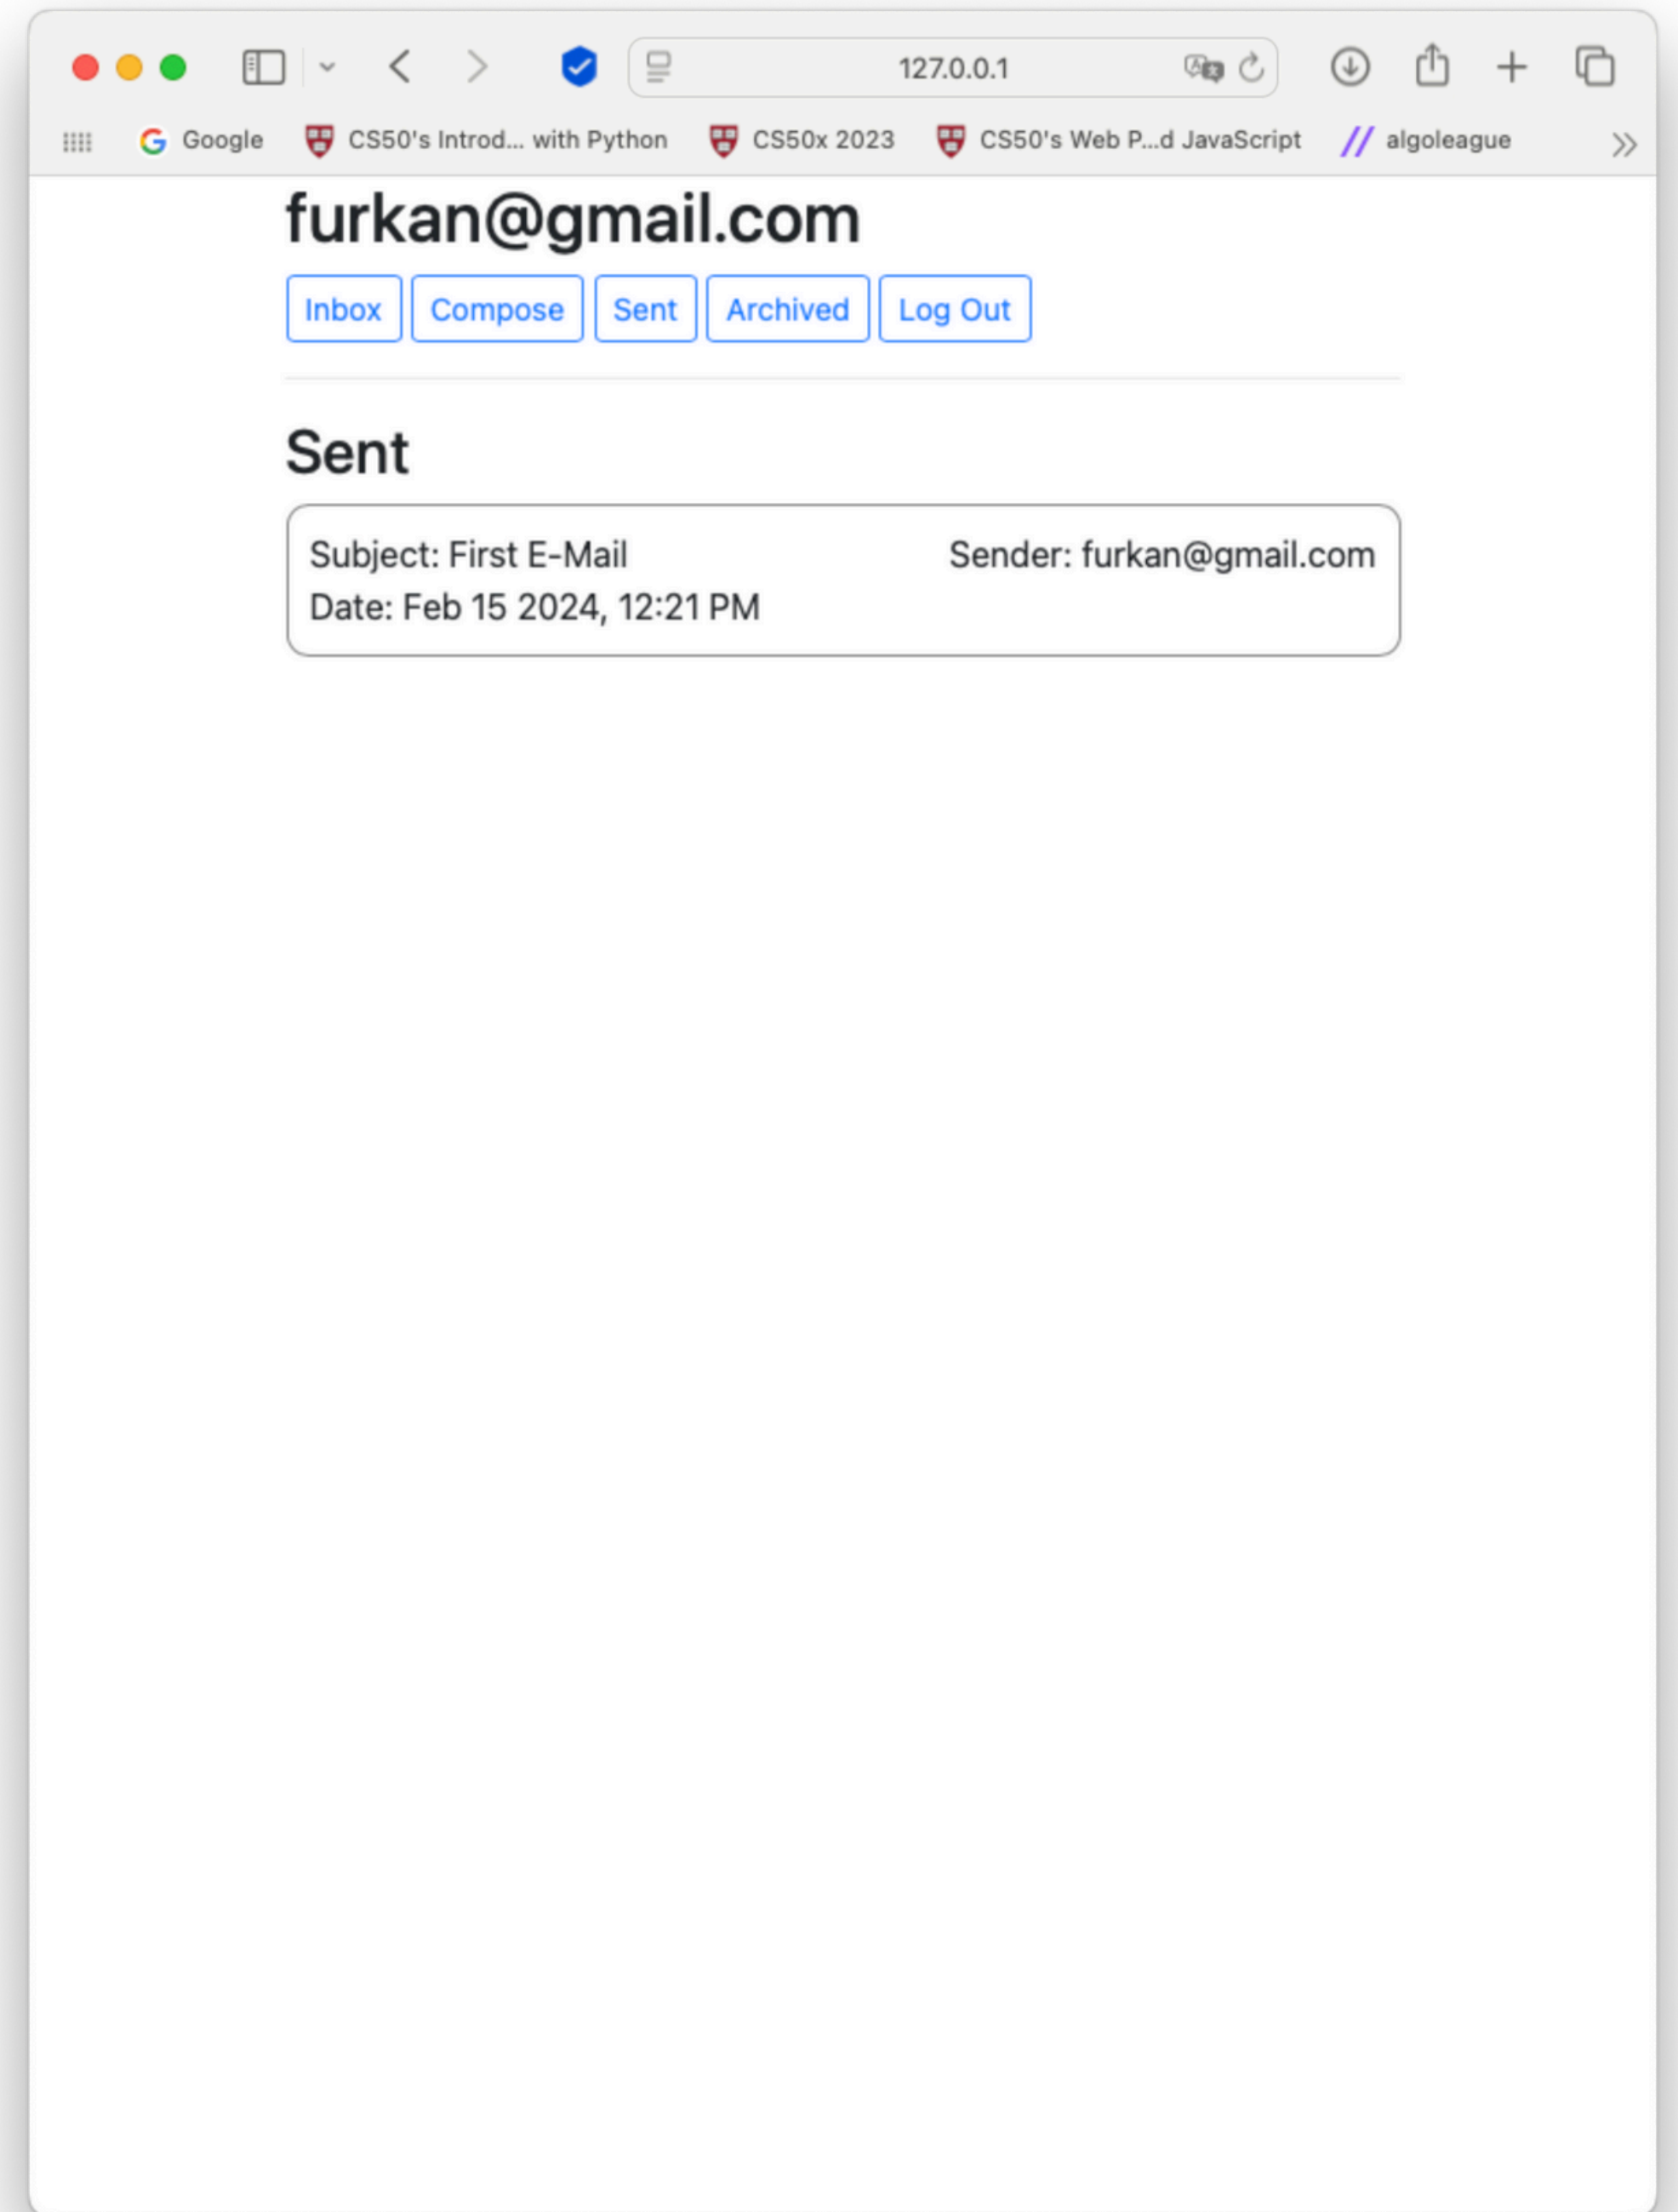 127.0.0.1
Google CS50's Introd... with Python CS50x 2023 CS50's Web P...d JavaScript algoleague
furkan@gmail.com
Inbox Compose Sent Archived Log Out
Sent
Subject: First E-Mail Sender: furkan@gmail.com
Date: Feb 15 2024, 12:21 PM